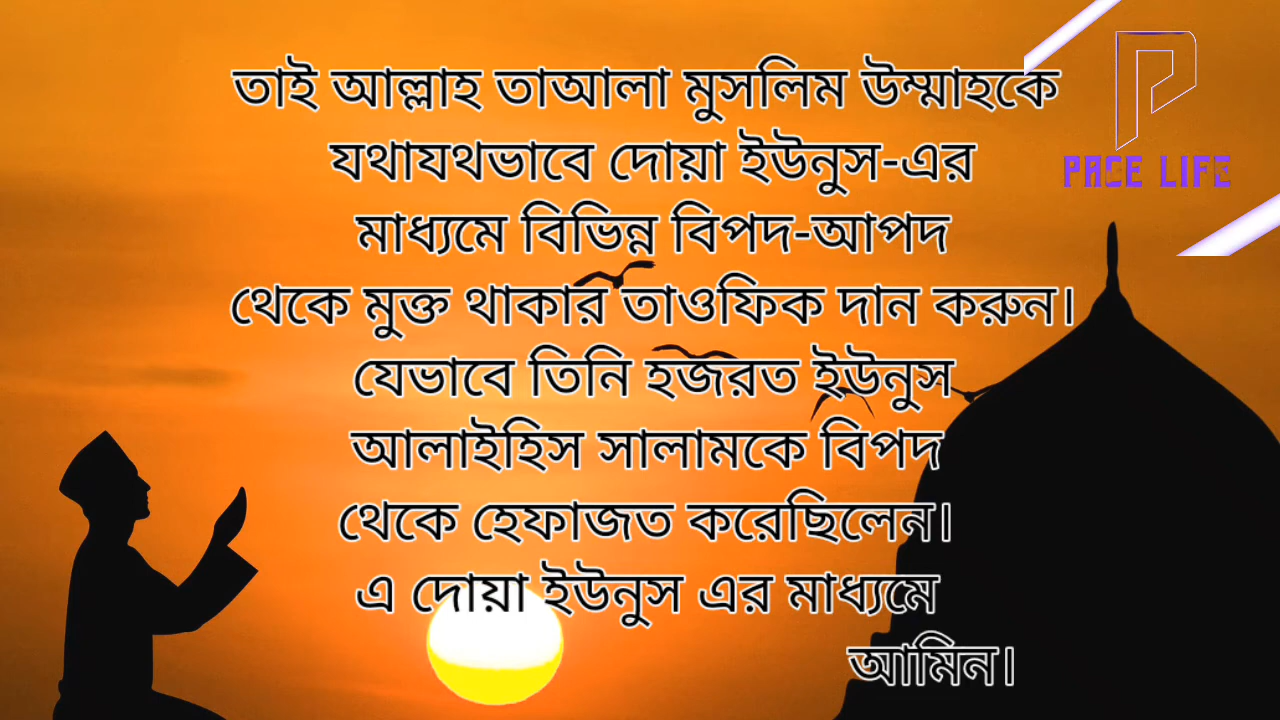 তাই আল্লাহ তাআলা মুসলিম উম্মাহকে
যথাযথভাবে দোয়া ইউনুস-এর
মাধ্যমে বিভিন্ন বিপদ-আপদ
থেকে মুক্ত থাকার তাওফিক দান করুন।
যেভাবে তিনি হজরত ইউনুস
আলাইহিস সালামকে বিপদ
থেকে হেফাজত করেছিলেন।
এ দোয়া ইউনুস এর মাধ্যমে
আমিন।
P
PACE LIFE